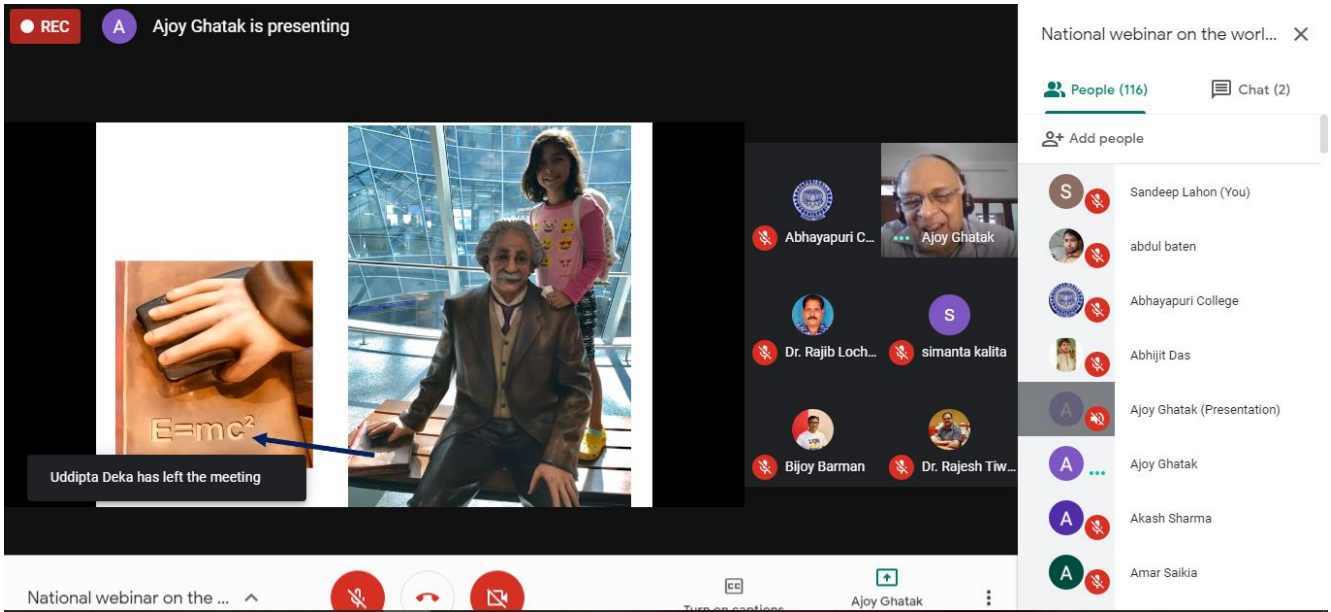 REC
A
Ajoy Ghatak is presenting
E=mc²
Uddipta Deka has left the meeting
Abhayapuri C...
Ajoy Ghatak
Dr. Rajib Loch...
S
simanta kalita
Bijoy Barman
Dr. Rajesh Tiw...
National webinar on the worl...
People (116)
Chat (2)
Add people
S
Sandeep Lahon (You)
abdul baten
Abhayapuri College
Abhijit Das
A
Ajoy Ghatak (Presentation)
A
Ajoy Ghatak
A
Akash Sharma
A
Amar Saikia
National webinar on the ...
CC
Turn on captions
Ajoy Ghatak